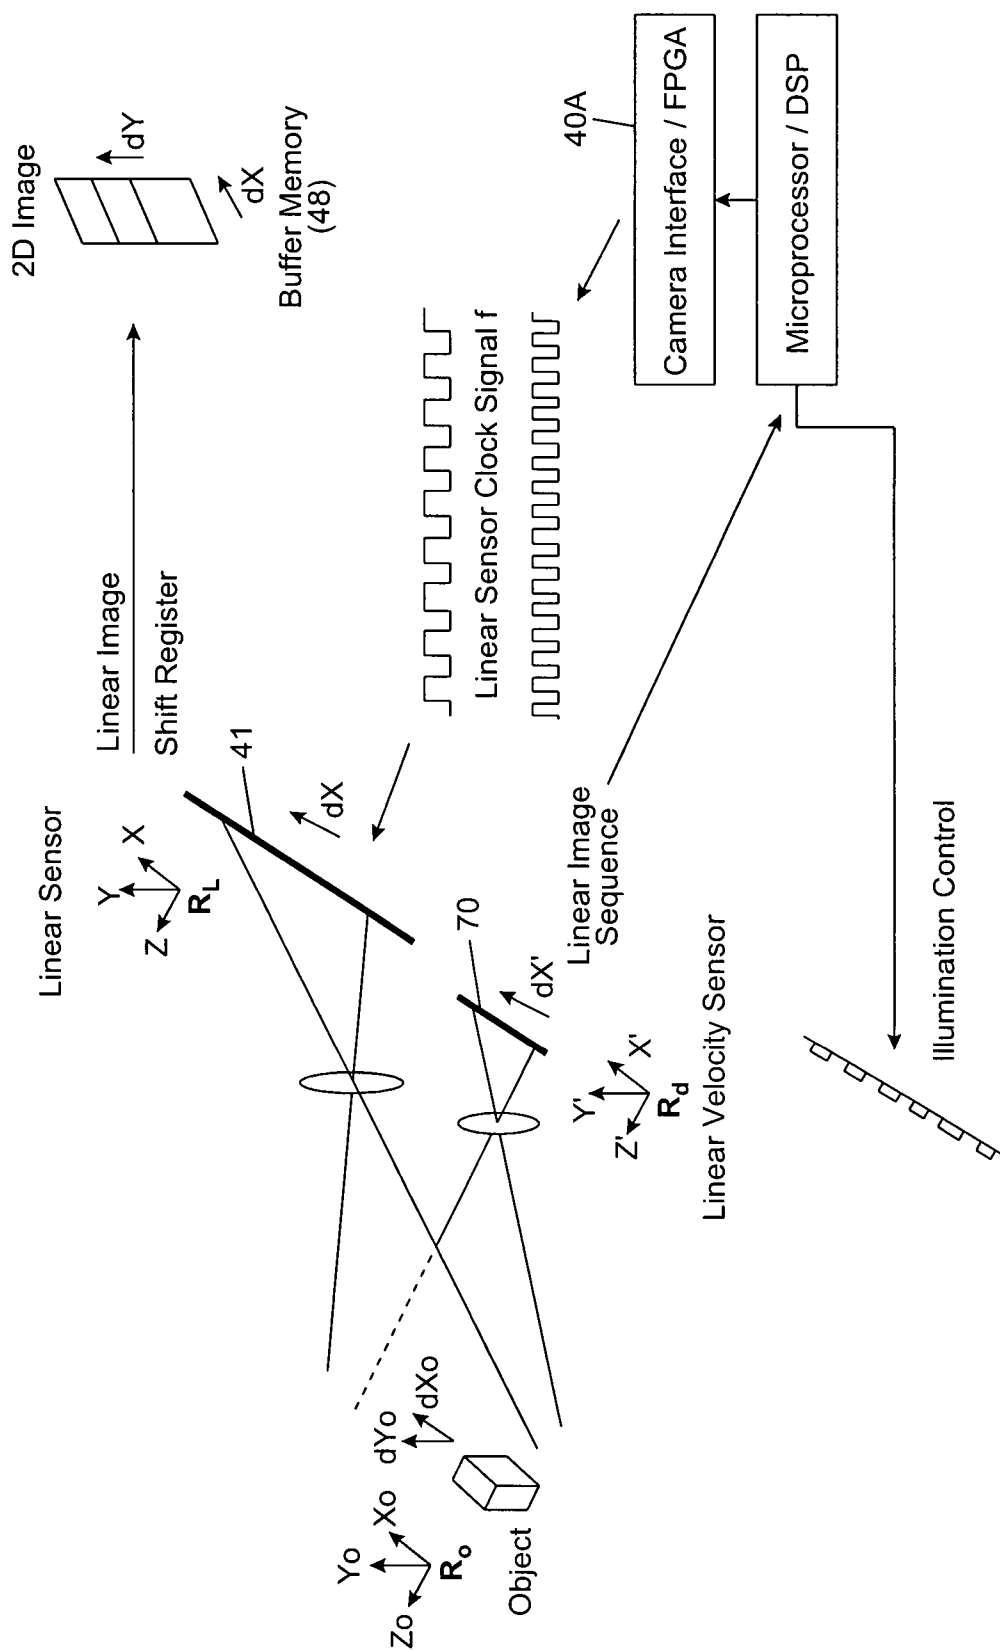 2D Image
dY
dX
Buffer Memory
(48)
Linear Image
Shift Register
Linear Sensor
Y
X
Z
R_L
41
dX
Linear Sensor Clock Signal f
40A
Camera Interface / FPGA
Microprocessor / DSP
70
dX'
Linear Image
Sequence
Y'
X'
Z'
R_d
Linear Velocity Sensor
Illumination Control
dYo
dXo
Yo
Xo
Zo
R_o
Object